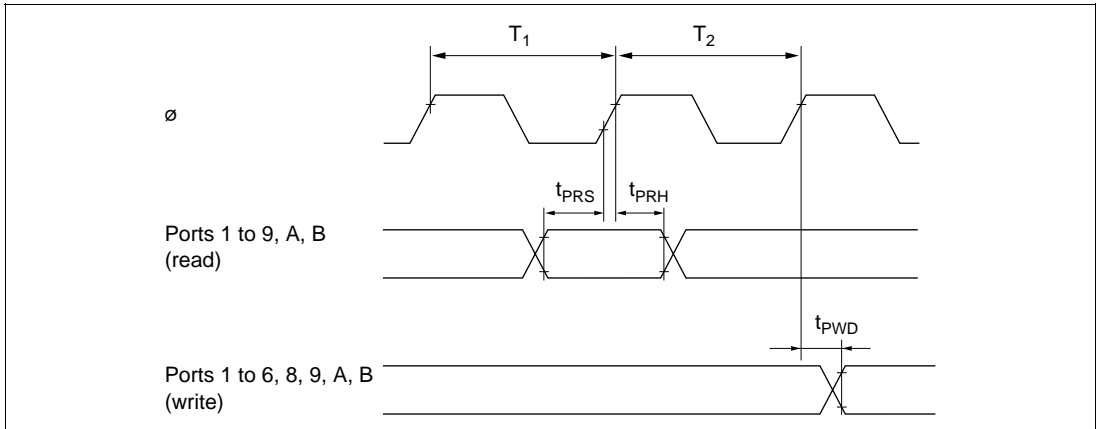 T₁ T₂
ø
tPRS tPRH
Ports 1 to 9, A, B
(read)
tPWD
Ports 1 to 6, 8, 9, A, B
(write)